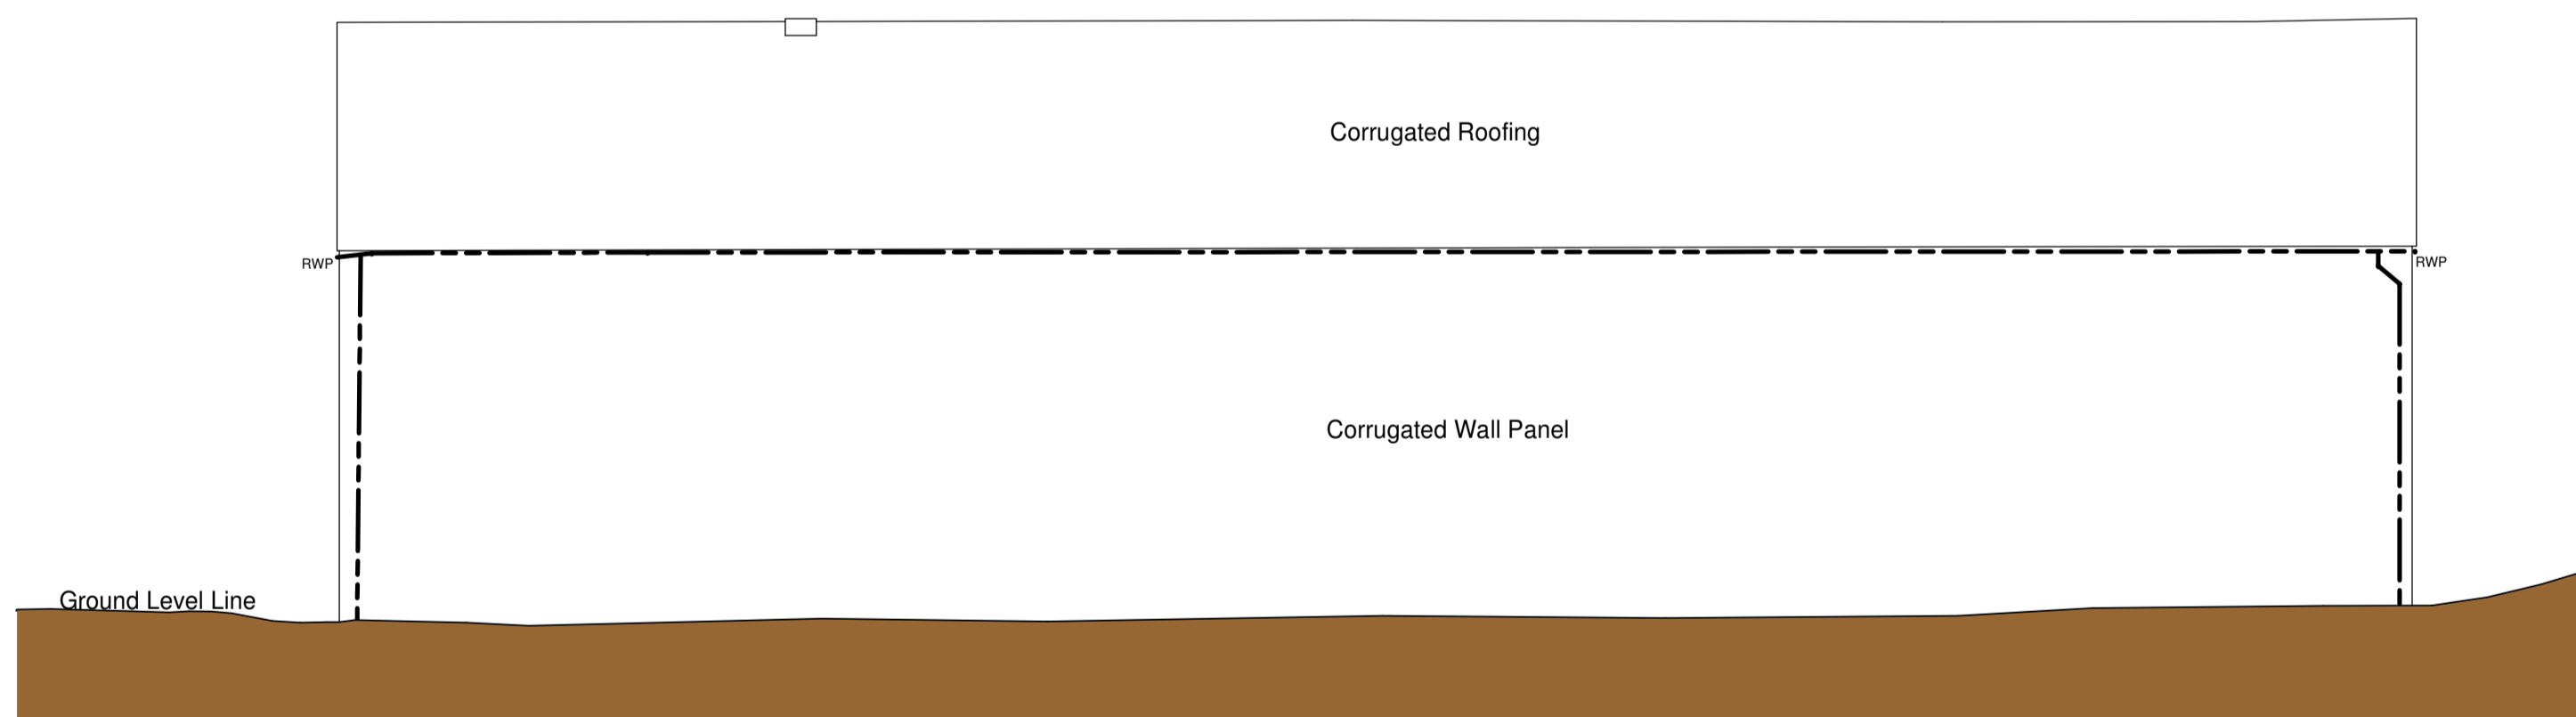 Corrugated Roofing
RWP
RWP
Corrugated Wall Panel
Ground Level Line